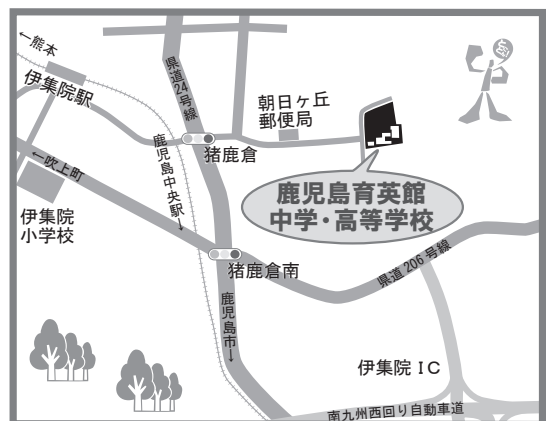 ←熊本
伊集院駅
県道24号線
朝日ヶ丘
郵便局
猪鹿倉
鹿児島中央駅→
←吹上町
伊集院
小学校
鹿児島育英館
中学・高等学校
猪鹿倉南
県道206号線
鹿児島市→
伊集院IC
南九州西回り自動車道